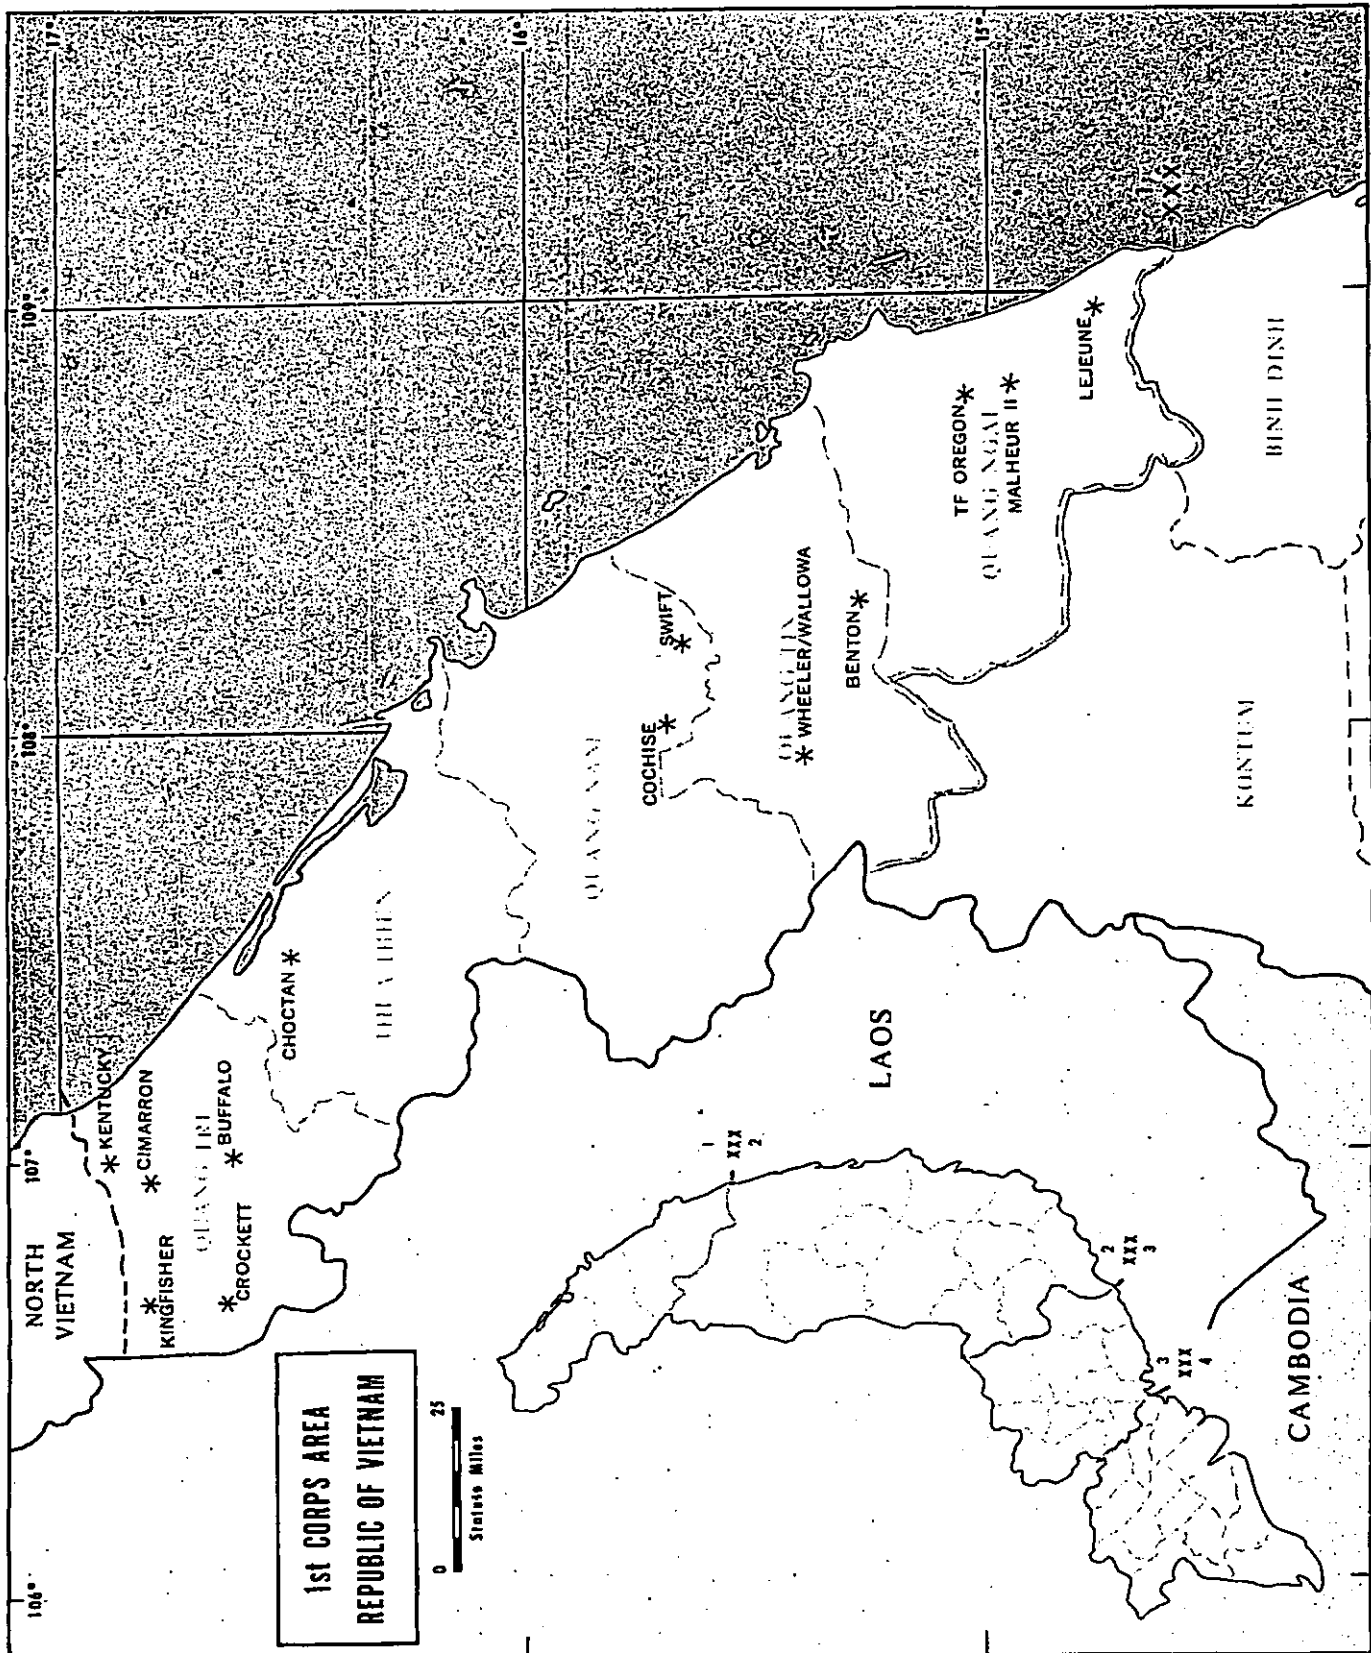 1st CORPS AREA
REPUBLIC OF VIETNAM
0 25
Statute Miles
106°
107°
108°
109°
17°
16°
15°
NORTH
VIETNAM
KENTUCKY
CIMARRON
KINGFISHER
QUANG TRI
BUFFALO
CROCKETT
CHOCTAN
THUA THIEN
QUANG NAM
SWIFT
COCHISE
QUANG TIN
WHEELER/WALLOWA
BENTON
TF OREGON
QUANG NGAI
MALHEUR II
LEJEUNE
1
XXX
BINH DINH
KONTUM
LAOS
CAMBODIA
1
XXX
2
2
XXX
3
3
XXX
4